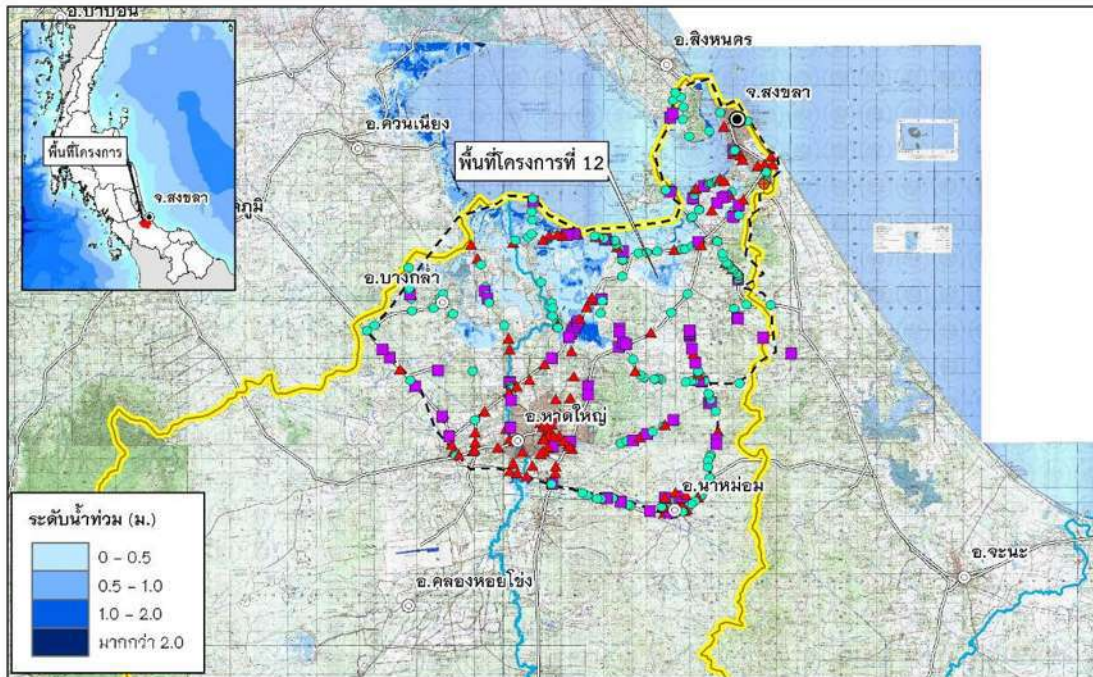 อ.ป่าบอน
อ.สิงหนคร
จ.สงขลา
อ.ควนเนียง
พื้นที่โครงการ
พื้นที่โครงการที่ 12
จ.สงขลา
อ.บางกล่ำ
อ.หาดใหญ่
อ.นาหม่อม
ระดับน้ำท่วม (ม.)
0 - 0.5
0.5 - 1.0
1.0 - 2.0
มากกว่า 2.0
อ.คลองหอยโข่ง
อ.จะนะ